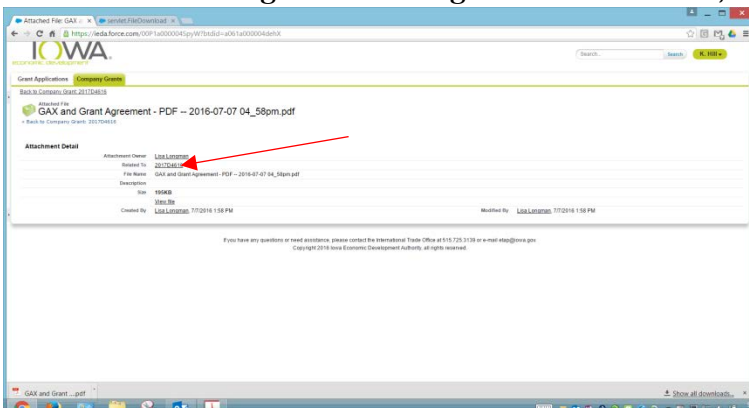 Attached File: GAX
servlet.FileDownload
https://ieda.force.com/00P1a000004SpyW?btdid=a061a000004dehX
IOWA.
economic development
Search...
Search
K. Hill
Grant Applications
Company Grants
Back to Company Grant: 2017D4616
Attached File
GAX and Grant Agreement - PDF -- 2016-07-07 04_58pm.pdf
« Back to Company Grant: 2017D4616
Attachment Detail
Attachment Owner Lisa Longman
Related To 2017D4616
File Name GAX and Grant Agreement - PDF -- 2016-07-07 04_58pm.pdf
Description
Size 195KB
View file
Created By Lisa Longman, 7/7/2016 1:58 PM
Modified By Lisa Longman, 7/7/2016 1:58 PM
If you have any questions or need assistance, please contact the International Trade Office at 515.725.3139 or e-mail etap@iowa.gov.
Copyright 2016 Iowa Economic Development Authority, all rights reserved.
GAX and Grant ....pdf
Show all downloads...